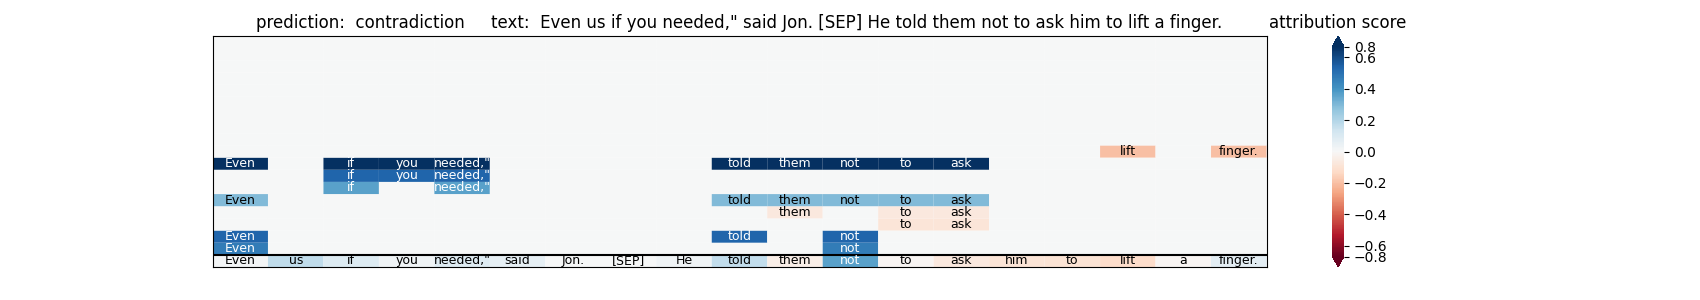 prediction:  contradiction     text:  Even us if you needed," said Jon. [SEP] He told them not to ask him to lift a finger.     attribution score
0.8
0.6
0.4
0.2
0.0
−0.2
−0.4
−0.6
−0.8
lift finger.
Even if you needed," told them not to ask
if you needed,"
if needed,"
Even told them not to ask
them to ask
to ask
Even told not
Even not
Even us if you needed," said Jon. [SEP] He told them not to ask him to lift a finger.